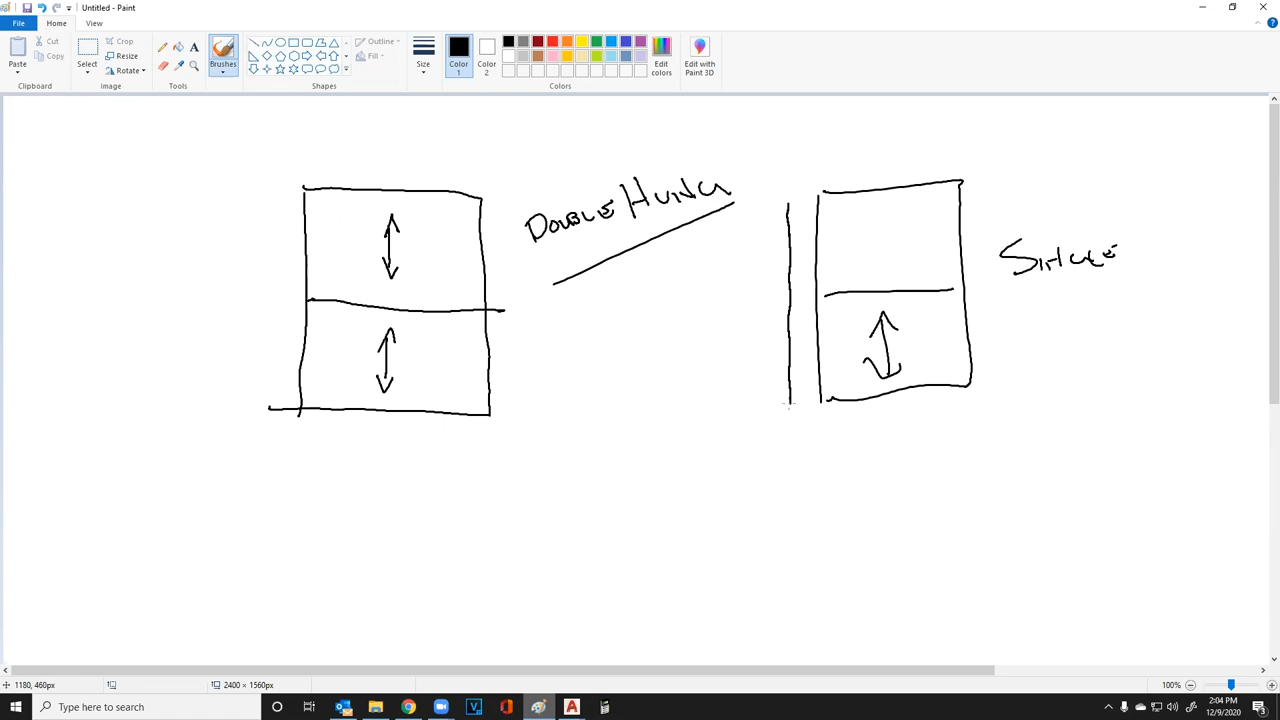 Untitled - Paint
File
Home
View
Paste
Cut
Copy
Clipboard
Select
Crop
Resize
Rotate
Image
Tools
Brushes
Shapes
Outline
Fill
Size
Color 1
Color 2
Edit colors
Edit with Paint 3D
Colors
DOUBLE HUNG
SINGLE
1180, 460px
2400 × 1560px
100%
Type here to search
2:04 PM
12/9/2020